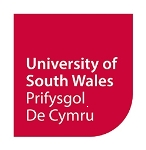 University of
South Wales
Prifysgol
De Cymru